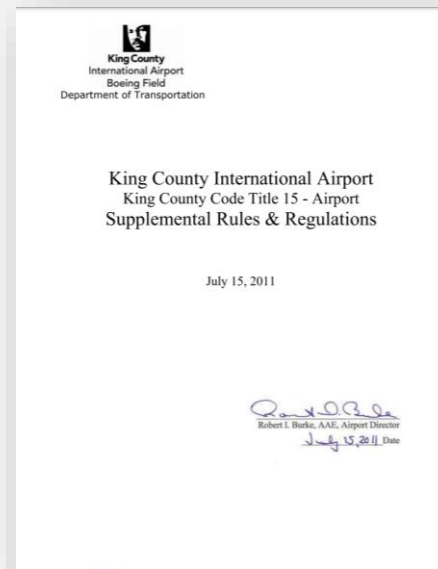 King County
International Airport
Boeing Field
Department of Transportation
King County International Airport
King County Code Title 15 - Airport
Supplemental Rules & Regulations
July 15, 2011
Robert I. Burke, AAE, Airport Director
July 15, 2011 Date